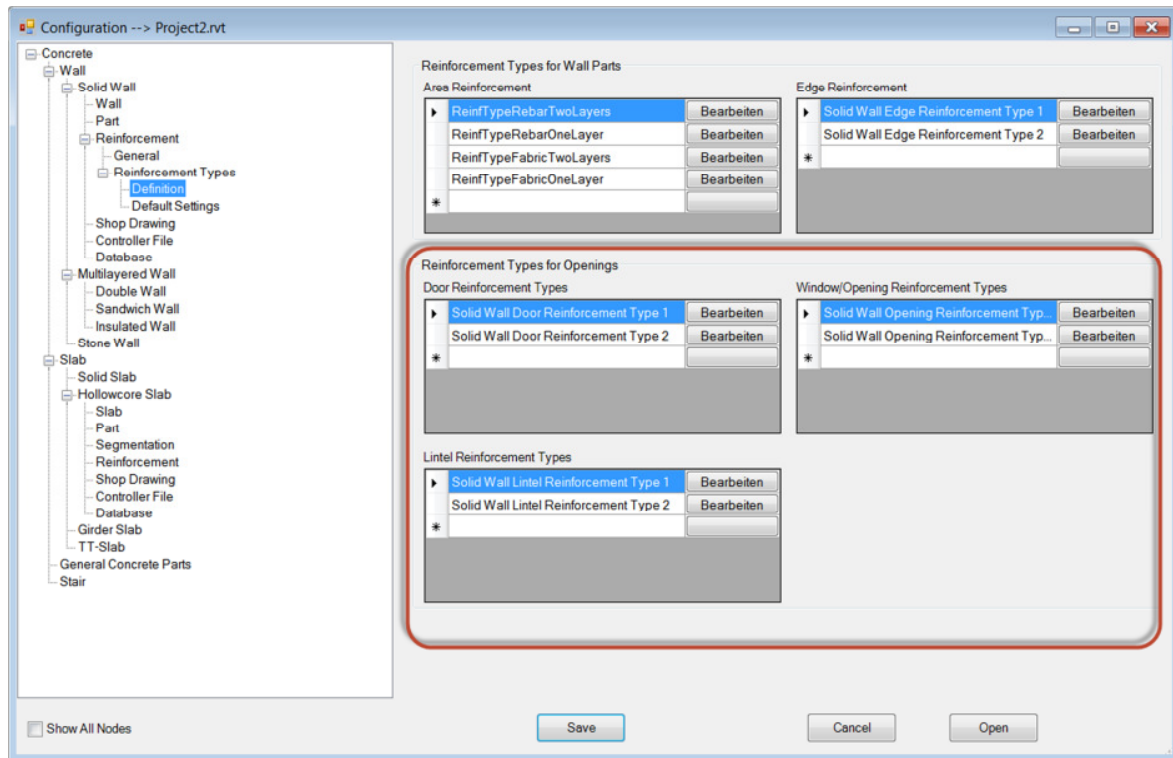 Configuration --> Project2.rvt
Concrete
Wall
Solid Wall
Wall
Part
Reinforcement
General
Reinforcement Types
Definition
Default Settings
Shop Drawing
Controller File
Database
Multilayered Wall
Double Wall
Sandwich Wall
Insulated Wall
Stone Wall
Slab
Solid Slab
Hollowcore Slab
Slab
Part
Segmentation
Reinforcement
Shop Drawing
Controller File
Database
Girder Slab
TT-Slab
General Concrete Parts
Stair
Show All Nodes
Reinforcement Types for Wall Parts
Area Reinforcement
ReinfTypeRebarTwoLayers Bearbeiten
ReinfTypeRebarOneLayer Bearbeiten
ReinfTypeFabricTwoLayers Bearbeiten
ReinfTypeFabricOneLayer Bearbeiten
*
Edge Reinforcement
Solid Wall Edge Reinforcement Type 1 Bearbeiten
Solid Wall Edge Reinforcement Type 2 Bearbeiten
*
Reinforcement Types for Openings
Door Reinforcement Types
Solid Wall Door Reinforcement Type 1 Bearbeiten
Solid Wall Door Reinforcement Type 2 Bearbeiten
*
Window/Opening Reinforcement Types
Solid Wall Opening Reinforcement Typ... Bearbeiten
Solid Wall Opening Reinforcement Typ... Bearbeiten
*
Lintel Reinforcement Types
Solid Wall Lintel Reinforcement Type 1 Bearbeiten
Solid Wall Lintel Reinforcement Type 2 Bearbeiten
*
Save Cancel Open